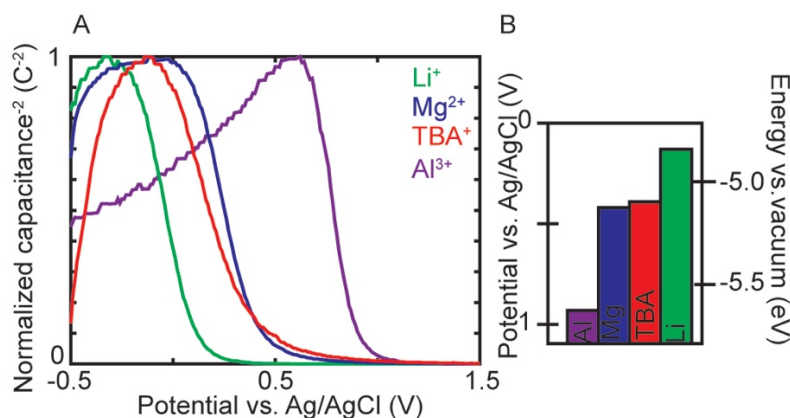 A
Normalized capacitance⁻² (C⁻²)
1
0
Li⁺
Mg²⁺
TBA⁺
Al³⁺
-0.5
0.5
1.5
Potential vs. Ag/AgCl (V)
B
Potential vs. Ag/AgCl (V)
0
1
Al
Mg
TBA
Li
-5.0
-5.5
Energy vs.vacuum (eV)